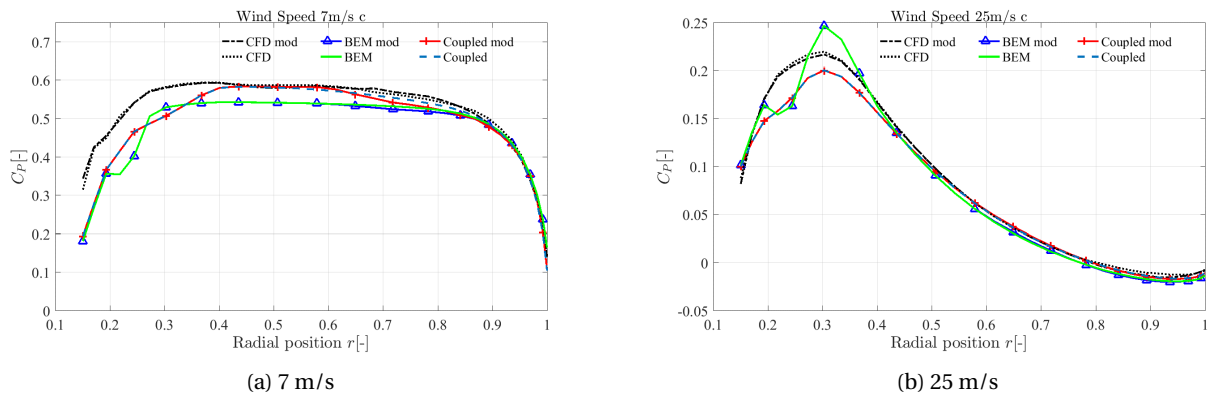 Wind Speed 7m/s c
CFD mod BEM mod Coupled mod
CFD BEM Coupled
0.7
0.6
0.5
0.4
0.3
0.2
0.1
0
C_P[-]
0.1 0.2 0.3 0.4 0.5 0.6 0.7 0.8 0.9 1
Radial position r[-]
(a) 7 m/s
Wind Speed 25m/s c
CFD mod BEM mod Coupled mod
CFD BEM Coupled
0.25
0.2
0.15
0.1
0.05
0
-0.05
C_P[-]
0.1 0.2 0.3 0.4 0.5 0.6 0.7 0.8 0.9 1
Radial position r[-]
(b) 25 m/s